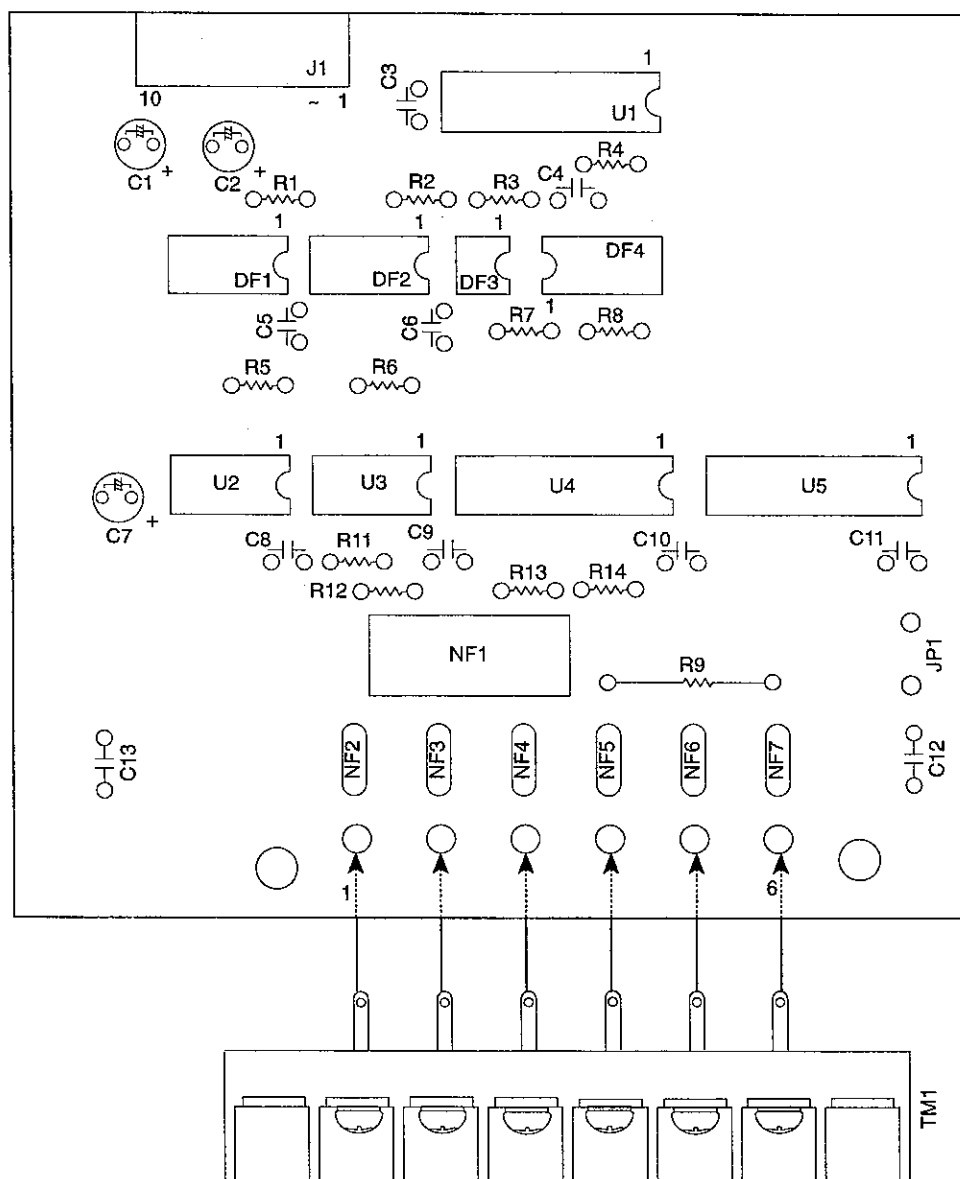 J1
10 ~ 1
C3
1
U1
C1 +
C2 +
R1
R2
R3
C4
R4
1
DF1
1
DF2
1
DF3
DF4
1
C5
C6
R7
R8
R5
R6
1
U2
1
U3
1
U4
1
U5
C7 +
C8
R11
C9
C10
C11
R12
R13
R14
NF1
R9
JP1
C13
NF2
NF3
NF4
NF5
NF6
NF7
C12
1
6
TM1